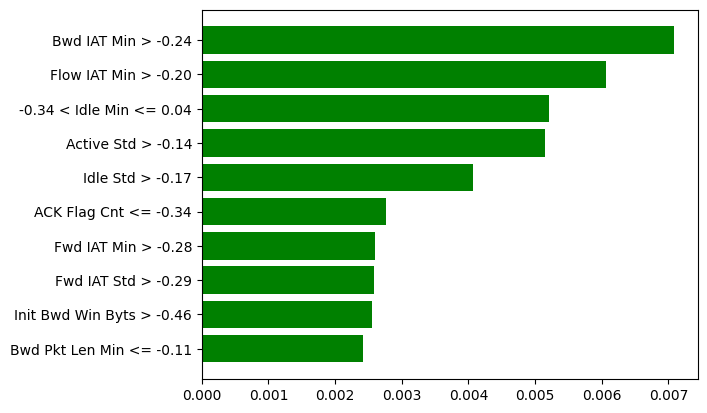 Bwd IAT Min > -0.24
Flow IAT Min > -0.20
-0.34 < Idle Min <= 0.04
Active Std > -0.14
Idle Std > -0.17
ACK Flag Cnt <= -0.34
Fwd IAT Min > -0.28
Fwd IAT Std > -0.29
Init Bwd Win Byts > -0.46
Bwd Pkt Len Min <= -0.11
0.000 0.001 0.002 0.003 0.004 0.005 0.006 0.007